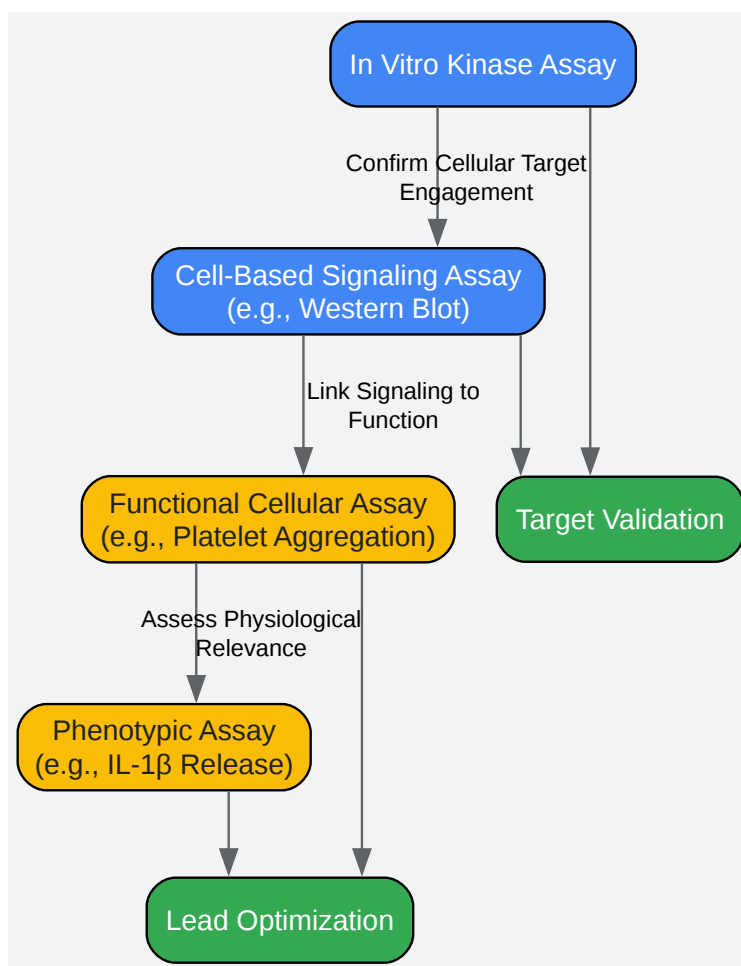 In Vitro Kinase Assay
Confirm Cellular Target
Engagement
Cell-Based Signaling Assay
(e.g., Western Blot)
Link Signaling to
Function
Functional Cellular Assay
(e.g., Platelet Aggregation)
Target Validation
Assess Physiological
Relevance
Phenotypic Assay
(e.g., IL-1β Release)
Lead Optimization